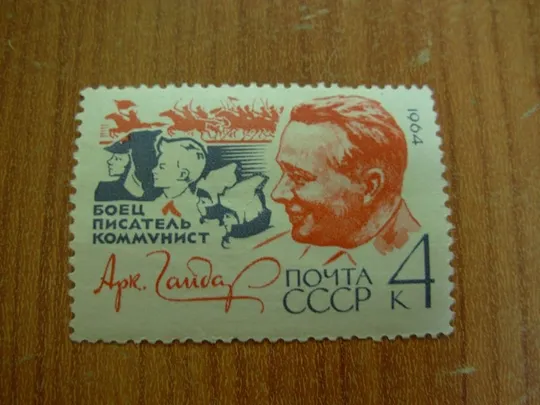 1964
БОЕЦ
ПИСАТЕЛЬ
КОММУНИСТ
Арк. Гайдар
ПОЧТА
СССР
4
К